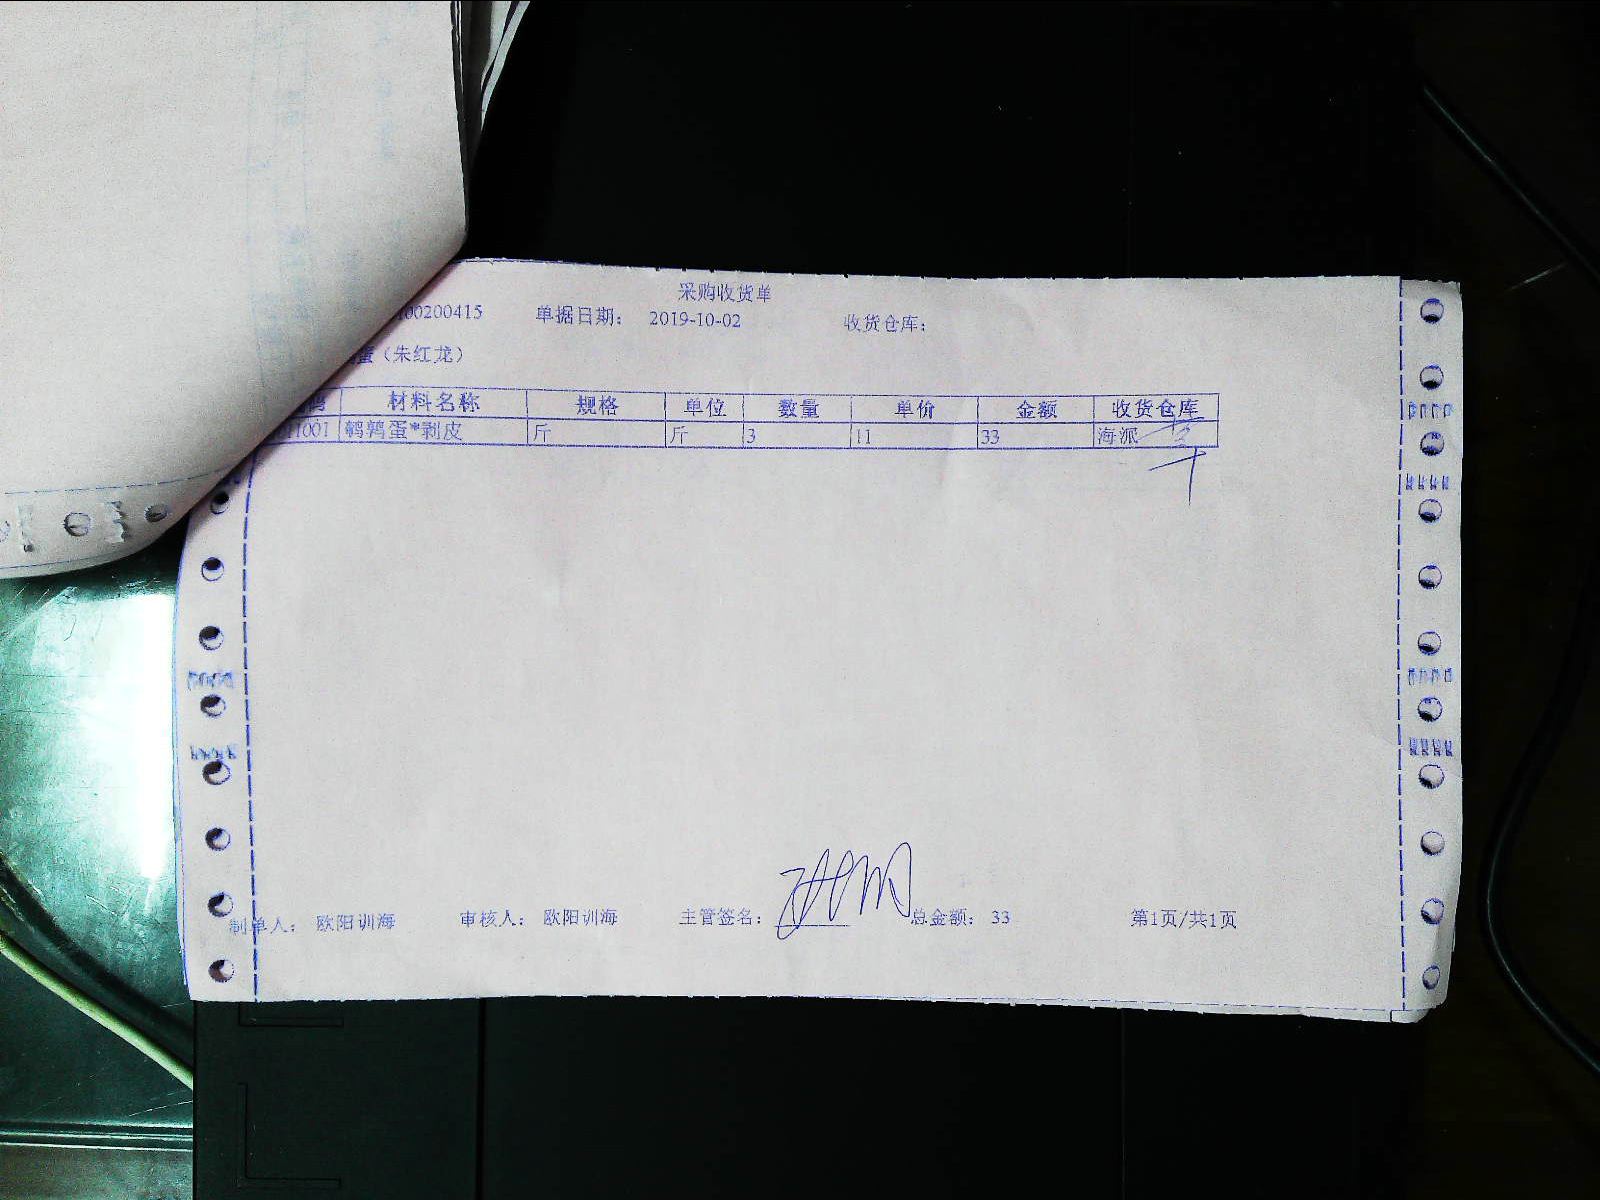 采购收货单
00200415 单据日期： 2019-10-02 收货仓库：
蛋（朱红龙）
材料名称 规格 单位 数量 单价 金额 收货仓库
1001 鹌鹑蛋*剥皮 斤 斤 3 11 33 海派
制单人： 欧阳训海 审核人： 欧阳训海 主管签名： 总金额： 33 第1页/共1页